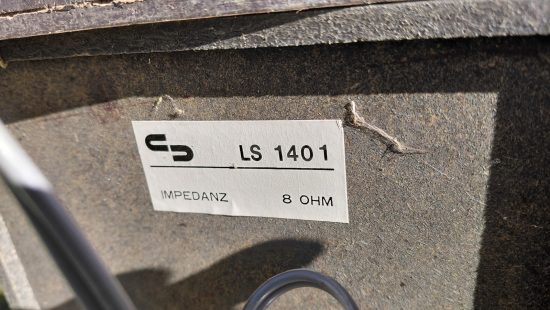 LS 1401
IMPEDANZ 8 OHM